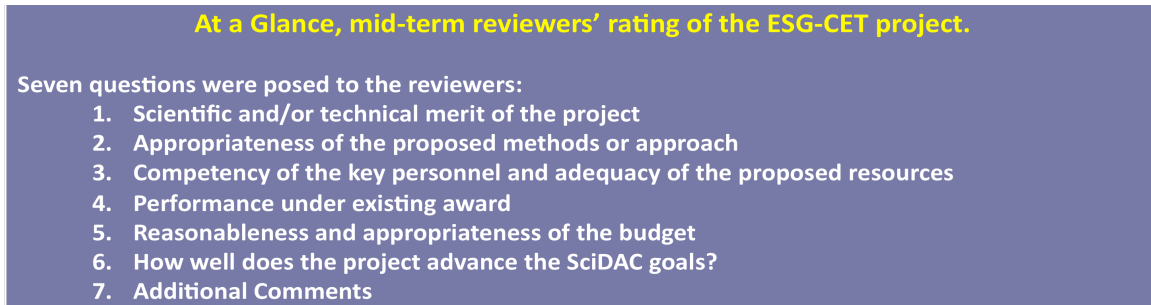 At a Glance, mid-term reviewers’ rating of the ESG-CET project.
Seven questions were posed to the reviewers:
1. Scientific and/or technical merit of the project
2. Appropriateness of the proposed methods or approach
3. Competency of the key personnel and adequacy of the proposed resources
4. Performance under existing award
5. Reasonableness and appropriateness of the budget
6. How well does the project advance the SciDAC goals?
7. Additional Comments